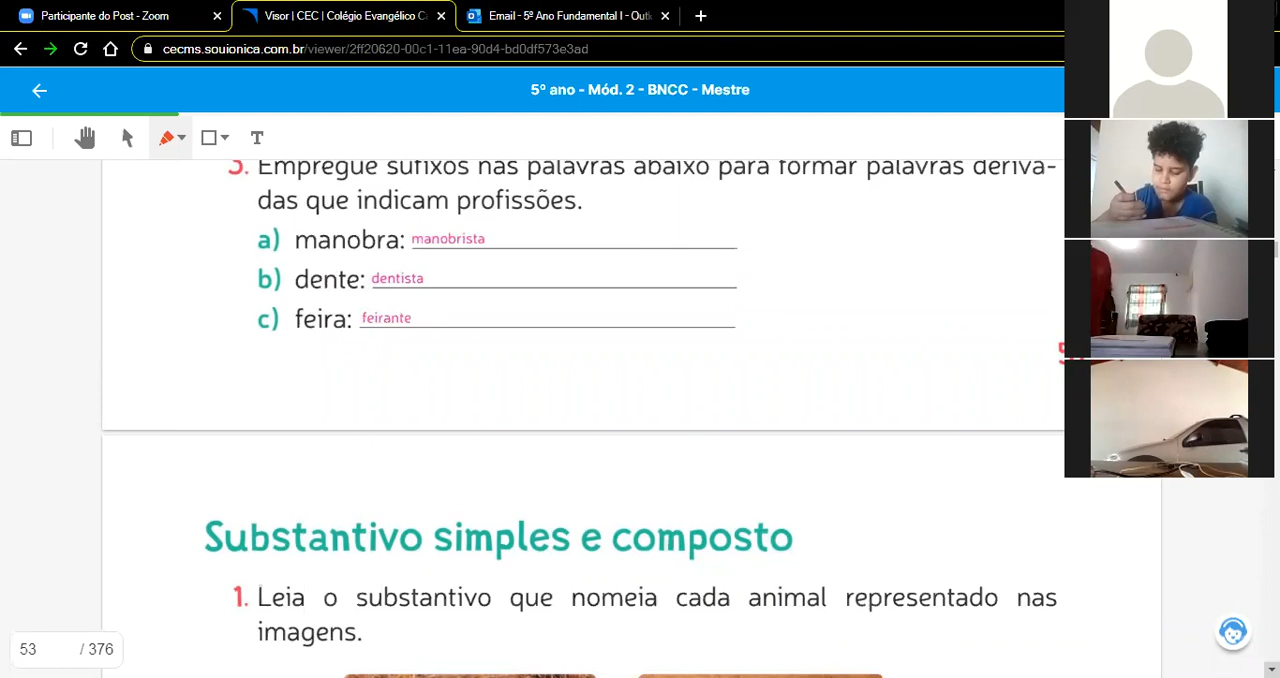 Participante do Post - Zoom
Visor | CEC | Colégio Evangélico C
Email - 5º Ano Fundamental I - Out
cecms.souionica.com.br/viewer/2ff20620-00c1-11ea-90d4-bd0df573e3ad
5º ano - Mód. 2 - BNCC - Mestre
T
3. Empregue sufixos nas palavras abaixo para formar palavras deriva-
das que indicam profissões.
a) manobra: manobrista
b) dente: dentista
c) feira: feirante
Substantivo simples e composto
1. Leia o substantivo que nomeia cada animal representado nas
imagens.
53 / 376